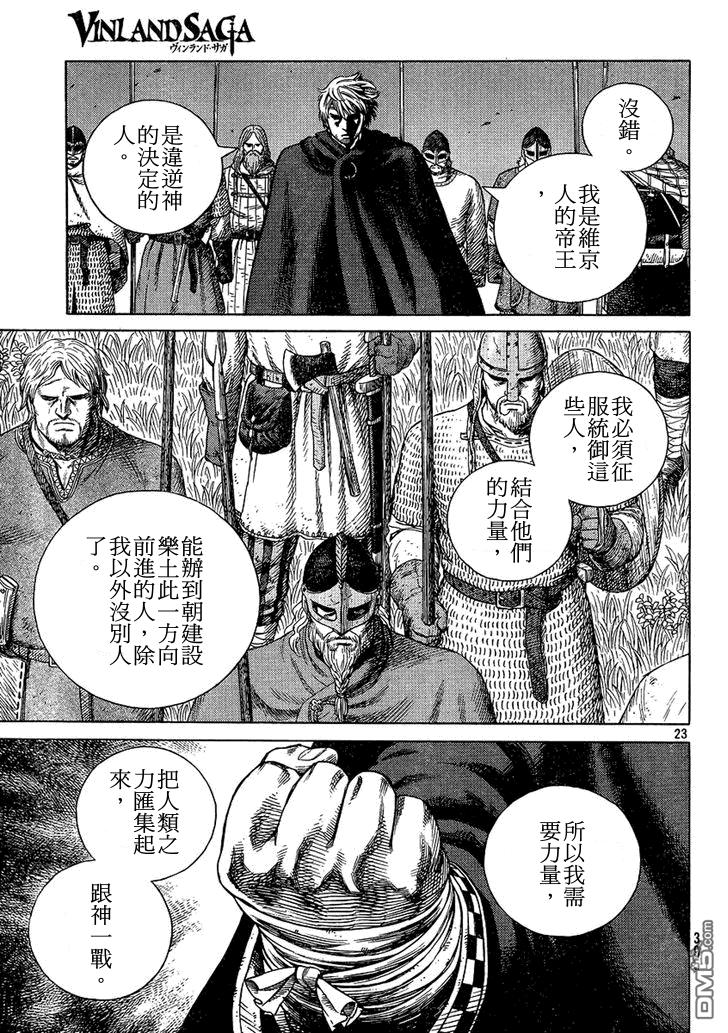 VINLAND SAGA
ヴィンランド・サガ
沒錯。
我是維京
人的帝王
，
是違逆神
的決定的
人。
我必須征
服統御這
些人，
結合他們
的力量，
能辦到朝建設
樂土此一方向
前進的人，除
我以外沒別人
了。
23
所以我需
要力量，
把人類之
力匯集起
來，
跟神一戰。
DM5.com